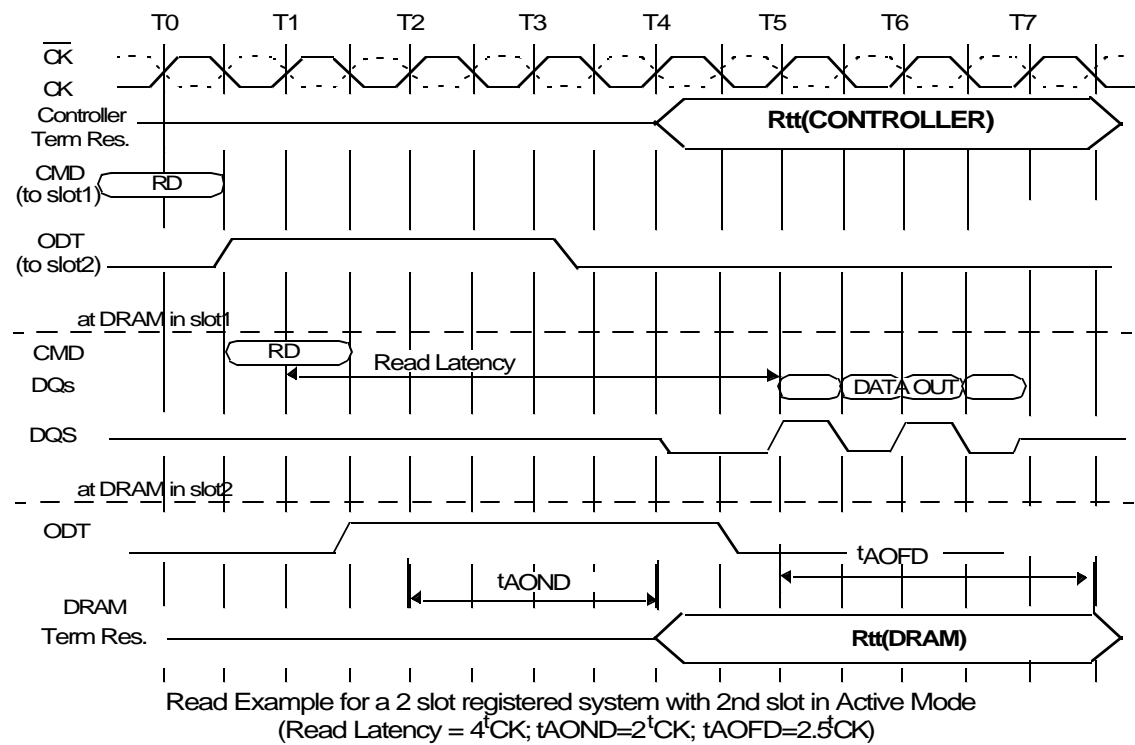 T0 T1 T2 T3 T4 T5 T6 T7
CK
CK
Controller
Term Res.
Rtt(CONTROLLER)
CMD
(to slot1)
RD
ODT
(to slot2)
at DRAM in slot1
CMD
RD
Read Latency
DQs
DATA OUT
DQS
at DRAM in slot2
ODT
tAOND
tAOFD
DRAM
Term Res.
Rtt(DRAM)
Read Example for a 2 slot registered system with 2nd slot in Active Mode
(Read Latency = 4tCK; tAOND=2tCK; tAOFD=2.5tCK)